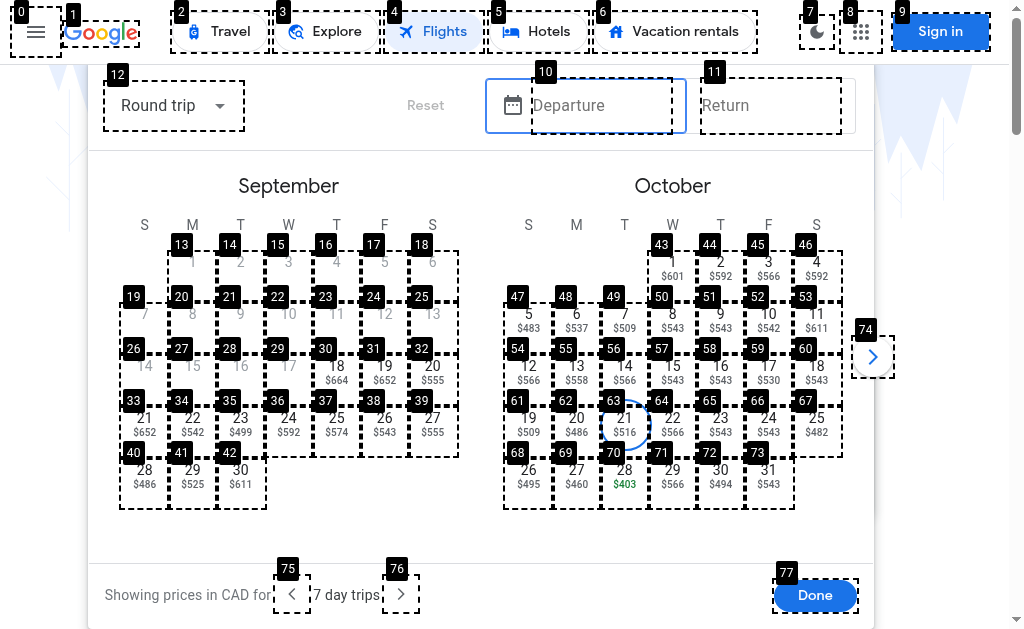 0 1 2 3 4 5 6 7 8 9
Google Travel Explore Flights Hotels Vacation rentals Sign in
12 10 11
Round trip Reset Departure Return
September October
S M T W T F S S M T W T F S
13 14 15 16 17 18 43 44 45 46
1 2 3 4 5 6 1 2 3 4
$601 $592 $566 $592
19 20 21 22 23 24 25 47 48 49 50 51 52 53
7 8 9 10 11 12 13 5 6 7 8 9 10 11
$483 $537 $509 $543 $543 $542 $611
74
26 27 28 29 30 31 32 54 55 56 57 58 59 60
14 15 16 17 18 19 20 12 13 14 15 16 17 18
$664 $652 $555 $566 $558 $566 $543 $543 $530 $543
33 34 35 36 37 38 39 61 62 63 64 65 66 67
21 22 23 24 25 26 27 19 20 21 22 23 24 25
$652 $542 $499 $592 $574 $543 $555 $509 $486 $516 $566 $543 $543 $482
40 41 42 68 69 70 71 72 73
28 29 30 26 27 28 29 30 31
$486 $525 $611 $495 $460 $403 $566 $494 $543
75 76 77
Showing prices in CAD for 7 day trips Done